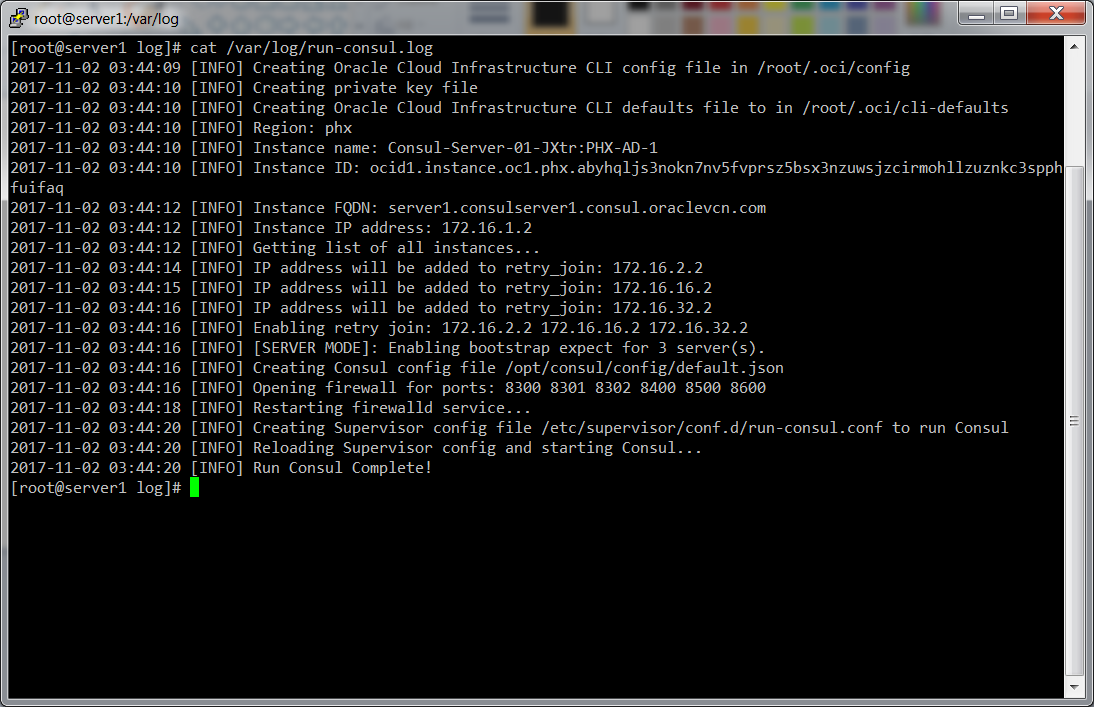 root@server1:/var/log
[root@server1 log]# cat /var/log/run-consul.log
2017-11-02 03:44:09 [INFO] Creating Oracle Cloud Infrastructure CLI config file in /root/.oci/config
2017-11-02 03:44:10 [INFO] Creating private key file
2017-11-02 03:44:10 [INFO] Creating Oracle Cloud Infrastructure CLI defaults file to in /root/.oci/cli-defaults
2017-11-02 03:44:10 [INFO] Region: phx
2017-11-02 03:44:10 [INFO] Instance name: Consul-Server-01-JXtr:PHX-AD-1
2017-11-02 03:44:10 [INFO] Instance ID: ocid1.instance.oc1.phx.abyhqljs3nokn7nv5fvprsz5bsx3nzuwsjzcirmohllzuznkc3spph
fuifaq
2017-11-02 03:44:12 [INFO] Instance FQDN: server1.consulserver1.consul.oraclevcn.com
2017-11-02 03:44:12 [INFO] Instance IP address: 172.16.1.2
2017-11-02 03:44:12 [INFO] Getting list of all instances...
2017-11-02 03:44:14 [INFO] IP address will be added to retry_join: 172.16.2.2
2017-11-02 03:44:15 [INFO] IP address will be added to retry_join: 172.16.16.2
2017-11-02 03:44:16 [INFO] IP address will be added to retry_join: 172.16.32.2
2017-11-02 03:44:16 [INFO] Enabling retry join: 172.16.2.2 172.16.16.2 172.16.32.2
2017-11-02 03:44:16 [INFO] [SERVER MODE]: Enabling bootstrap expect for 3 server(s).
2017-11-02 03:44:16 [INFO] Creating Consul config file /opt/consul/config/default.json
2017-11-02 03:44:16 [INFO] Opening firewall for ports: 8300 8301 8302 8400 8500 8600
2017-11-02 03:44:18 [INFO] Restarting firewalld service...
2017-11-02 03:44:20 [INFO] Creating Supervisor config file /etc/supervisor/conf.d/run-consul.conf to run Consul
2017-11-02 03:44:20 [INFO] Reloading Supervisor config and starting Consul...
2017-11-02 03:44:20 [INFO] Run Consul Complete!
[root@server1 log]#